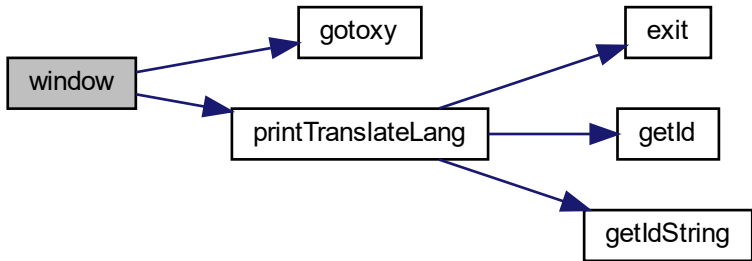 window
gotoxy
printTranslateLang
exit
getId
getIdString